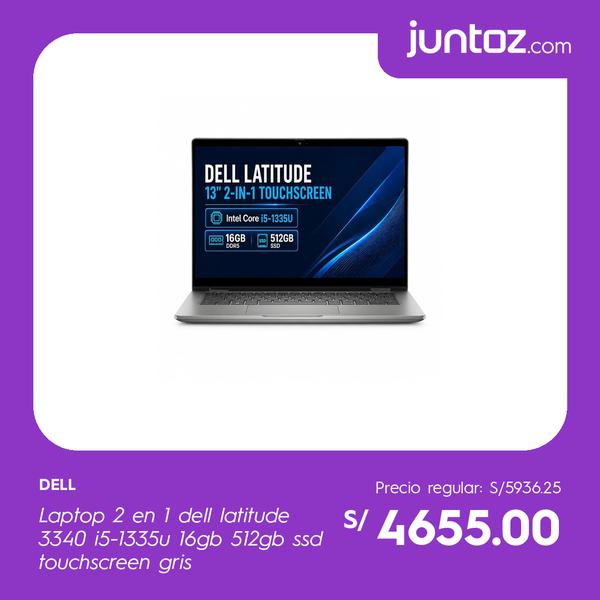 juntoz.com
DELL LATITUDE
13" 2-IN-1 TOUCHSCREEN
Intel Core i5-1335U
16GB DDR5 512GB SSD
DELL
Laptop 2 en 1 dell latitude
3340 i5-1335u 16gb 512gb ssd
touchscreen gris
Precio regular: S/5936.25
S/ 4655.00